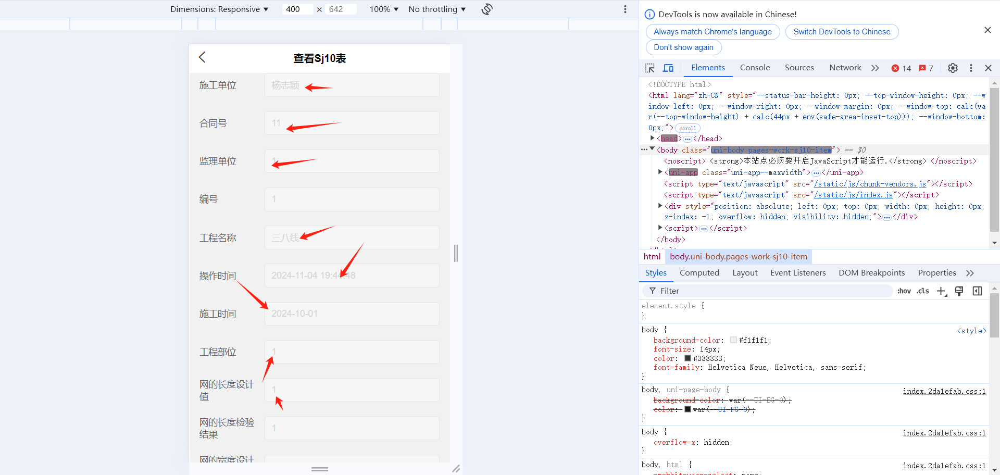 Dimensions: Responsive ▼ 400 × 642 100% ▼ No throttling ▼
查看Sj10表
施工单位 杨志颖
合同号 11
监理单位 1
编号 1
工程名称 三八线
操作时间 2024-11-04 19:44:48
施工时间 2024-10-01
工程部位 1
网的长度设计值 1
网的长度检验结果 1
网的宽度设计
DevTools is now available in Chinese!
Always match Chrome's language Switch DevTools to Chinese
Don't show again
Elements Console Sources Network 14 7
<!DOCTYPE html>
<html lang="zh-CN" style="--status-bar-height: 0px; --top-window-height: 0px; --w
indow-left: 0px; --window-right: 0px; --window-margin: 0px; --window-top: calc(va
r(--top-window-height) + calc(44px + env(safe-area-inset-top))); --window-bottom:
0px;"> scroll
<head>…</head>
<body class="uni-body pages-work-sj10-item"> == $0
<noscript> <strong>本站点必须要开启JavaScript才能运行.</strong> </noscript>
<uni-app class="uni-app--maxwidth">…</uni-app>
<script type="text/javascript" src="/static/js/chunk-vendors.js"></script>
<script type="text/javascript" src="/static/js/index.js"></script>
<div style="position: absolute; left: 0px; top: 0px; width: 0px; height: 0px;
z-index: -1; overflow: hidden; visibility: hidden;">…</div>
<script>…</script>
</body>
html body.uni-body.pages-work-sj10-item
Styles Computed Layout Event Listeners DOM Breakpoints Properties
Filter :hov .cls
element.style {
}
body { <style>
background-color: #f1f1f1;
font-size: 14px;
color: #333333;
font-family: Helvetica Neue, Helvetica, sans-serif;
}
body, uni-page-body { index.2da1efab.css:1
background-color: var(--UI-BG-0);
color: var(--UI-FG-0);
}
body { index.2da1efab.css:1
overflow-x: hidden;
}
body, html { index.2da1efab.css:1
-webkit-user-select: none;